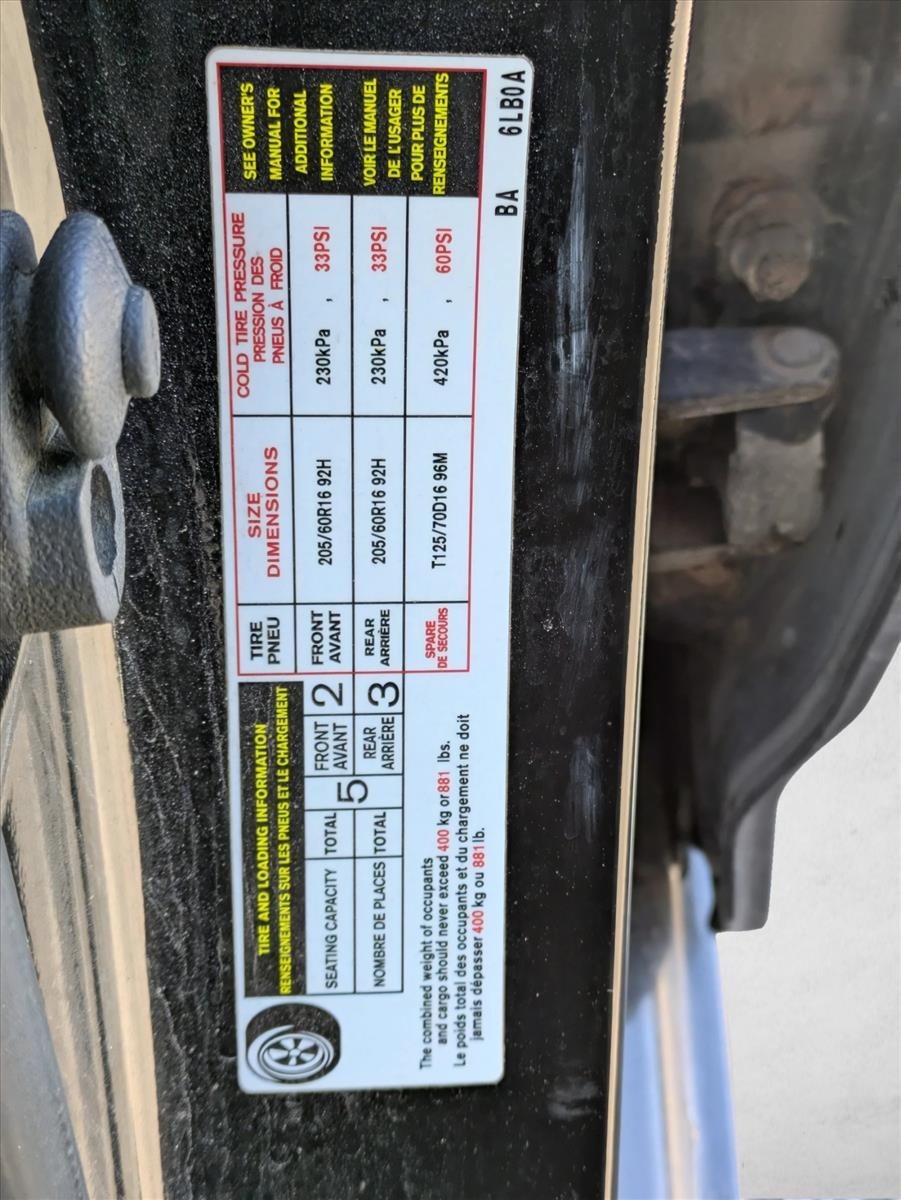 TIRE AND LOADING INFORMATION
RENSEIGNEMENTS SUR LES PNEUS ET LE CHARGEMENT
SEATING CAPACITY TOTAL 5 FRONT AVANT 2
NOMBRE DE PLACES TOTAL REAR ARRIÈRE 3
The combined weight of occupants
and cargo should never exceed 400 kg or 881 lbs.
Le poids total des occupants et du chargement ne doit
jamais dépasser 400 kg ou 881 lb.
TIRE
PNEU
SIZE
DIMENSIONS
COLD TIRE PRESSURE
PRESSION DES
PNEUS À FROID
FRONT
AVANT
205/60R16 92H
230kPa , 33PSI
REAR
ARRIÈRE
205/60R16 92H
230kPa , 33PSI
SPARE
DE SECOURS
T125/70D16 96M
420kPa , 60PSI
SEE OWNER'S
MANUAL FOR
ADDITIONAL
INFORMATION
VOIR LE MANUEL
DE L'USAGER
POUR PLUS DE
RENSEIGNEMENTS
BA 6LB0A